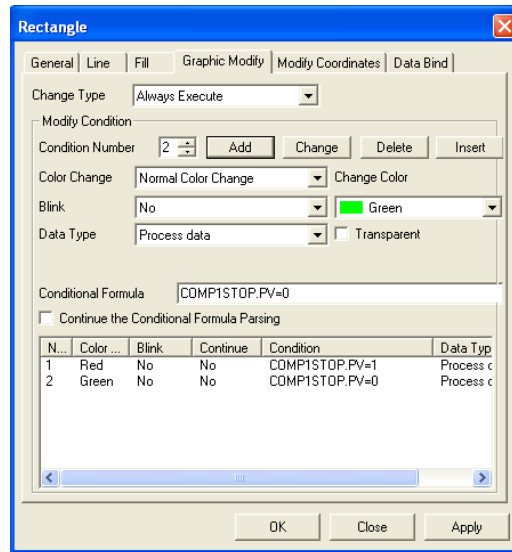 Rectangle
General Line Fill Graphic Modify Modify Coordinates Data Bind
Change Type Always Execute
Modify Condition
Condition Number 2 Add Change Delete Insert
Color Change Normal Color Change Change Color
Blink No Green
Data Type Process data Transparent
Conditional Formula COMP1STOP.PV=0
Continue the Conditional Formula Parsing
N... Color ... Blink Continue Condition Data Typ
1 Red No No COMP1STOP.PV=1 Process c
2 Green No No COMP1STOP.PV=0 Process c
OK Close Apply